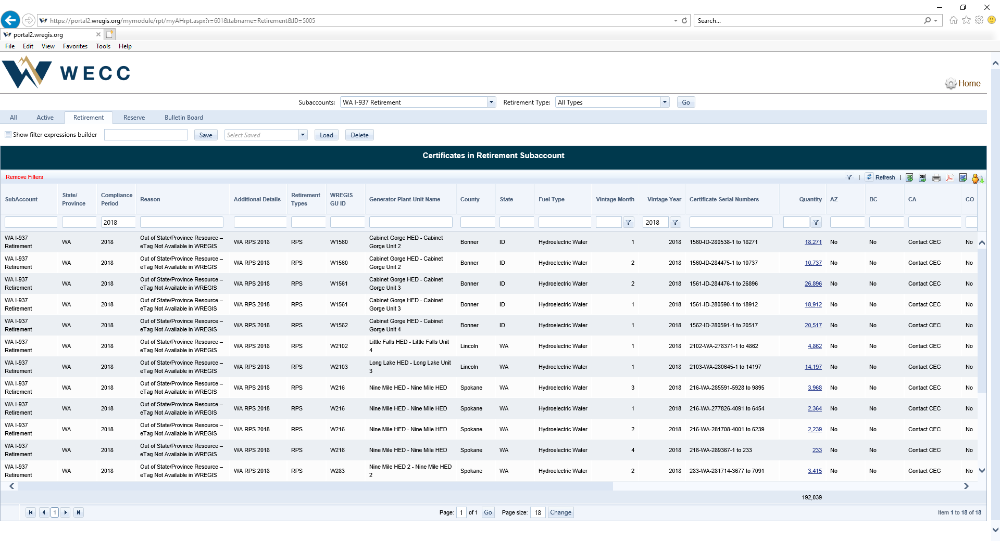 https://portal2.wregis.org/mymodule/rpt/myAHrpt.aspx?r=601&tabname=Retirement&ID=5005
Search...
portal2.wregis.org
File Edit View Favorites Tools Help
WECC
Home
Subaccounts: WA I-937 Retirement Retirement Type: All Types Go
All Active Retirement Reserve Bulletin Board
Show filter expressions builder Save Select Saved Load Delete
Certificates in Retirement Subaccount
Remove Filters | Refresh |
SubAccount State/ Province Compliance Period Reason Additional Details Retirement Types WREGIS GU ID Generator Plant-Unit Name County State Fuel Type Vintage Month Vintage Year Certificate Serial Numbers Quantity AZ BC CA CO
2018 2018
WA I-937 Retirement WA 2018 Out of State/Province Resource – eTag Not Available in WREGIS WA RPS 2018 RPS W1560 Cabinet Gorge HED - Cabinet Gorge Unit 2 Bonner ID Hydroelectric Water 1 2018 1560-ID-280538-1 to 18271 18,271 No No Contact CEC No
WA I-937 Retirement WA 2018 Out of State/Province Resource – eTag Not Available in WREGIS WA RPS 2018 RPS W1560 Cabinet Gorge HED - Cabinet Gorge Unit 2 Bonner ID Hydroelectric Water 2 2018 1560-ID-284475-1 to 10737 10,737 No No Contact CEC No
WA I-937 Retirement WA 2018 Out of State/Province Resource – eTag Not Available in WREGIS WA RPS 2018 RPS W1561 Cabinet Gorge HED - Cabinet Gorge Unit 3 Bonner ID Hydroelectric Water 2 2018 1561-ID-284476-1 to 26896 26,896 No No Contact CEC No
WA I-937 Retirement WA 2018 Out of State/Province Resource – eTag Not Available in WREGIS WA RPS 2018 RPS W1561 Cabinet Gorge HED - Cabinet Gorge Unit 3 Bonner ID Hydroelectric Water 1 2018 1561-ID-280590-1 to 18912 18,912 No No Contact CEC No
WA I-937 Retirement WA 2018 Out of State/Province Resource – eTag Not Available in WREGIS WA RPS 2018 RPS W1562 Cabinet Gorge HED - Cabinet Gorge Unit 4 Bonner ID Hydroelectric Water 1 2018 1562-ID-280591-1 to 20517 20,517 No No Contact CEC No
WA I-937 Retirement WA 2018 Out of State/Province Resource – eTag Not Available in WREGIS WA RPS 2018 RPS W2102 Little Falls HED - Little Falls Unit 4 Lincoln WA Hydroelectric Water 1 2018 2102-WA-278371-1 to 4862 4,862 No No Contact CEC No
WA I-937 Retirement WA 2018 Out of State/Province Resource – eTag Not Available in WREGIS WA RPS 2018 RPS W2103 Long Lake HED - Long Lake Unit 3 Lincoln WA Hydroelectric Water 1 2018 2103-WA-280645-1 to 14197 14,197 No No Contact CEC No
WA I-937 Retirement WA 2018 Out of State/Province Resource – eTag Not Available in WREGIS WA RPS 2018 RPS W216 Nine Mile HED - Nine Mile HED Spokane WA Hydroelectric Water 3 2018 216-WA-285591-5928 to 9895 3,968 No No Contact CEC No
WA I-937 Retirement WA 2018 Out of State/Province Resource – eTag Not Available in WREGIS WA RPS 2018 RPS W216 Nine Mile HED - Nine Mile HED Spokane WA Hydroelectric Water 1 2018 216-WA-277826-4091 to 6454 2,364 No No Contact CEC No
WA I-937 Retirement WA 2018 Out of State/Province Resource – eTag Not Available in WREGIS WA RPS 2018 RPS W216 Nine Mile HED - Nine Mile HED Spokane WA Hydroelectric Water 2 2018 216-WA-281708-4001 to 6239 2,239 No No Contact CEC No
WA I-937 Retirement WA 2018 Out of State/Province Resource – eTag Not Available in WREGIS WA RPS 2018 RPS W216 Nine Mile HED - Nine Mile HED Spokane WA Hydroelectric Water 4 2018 216-WA-289367-1 to 233 233 No No Contact CEC No
WA I-937 Retirement WA 2018 Out of State/Province Resource – eTag Not Available in WREGIS WA RPS 2018 RPS W283 Nine Mile HED 2 - Nine Mile HED 2 Spokane WA Hydroelectric Water 2 2018 283-WA-281714-3677 to 7091 3,415 No No Contact CEC No
192,039
1 Page: 1 of 1 Go Page size: 18 Change Item 1 to 18 of 18